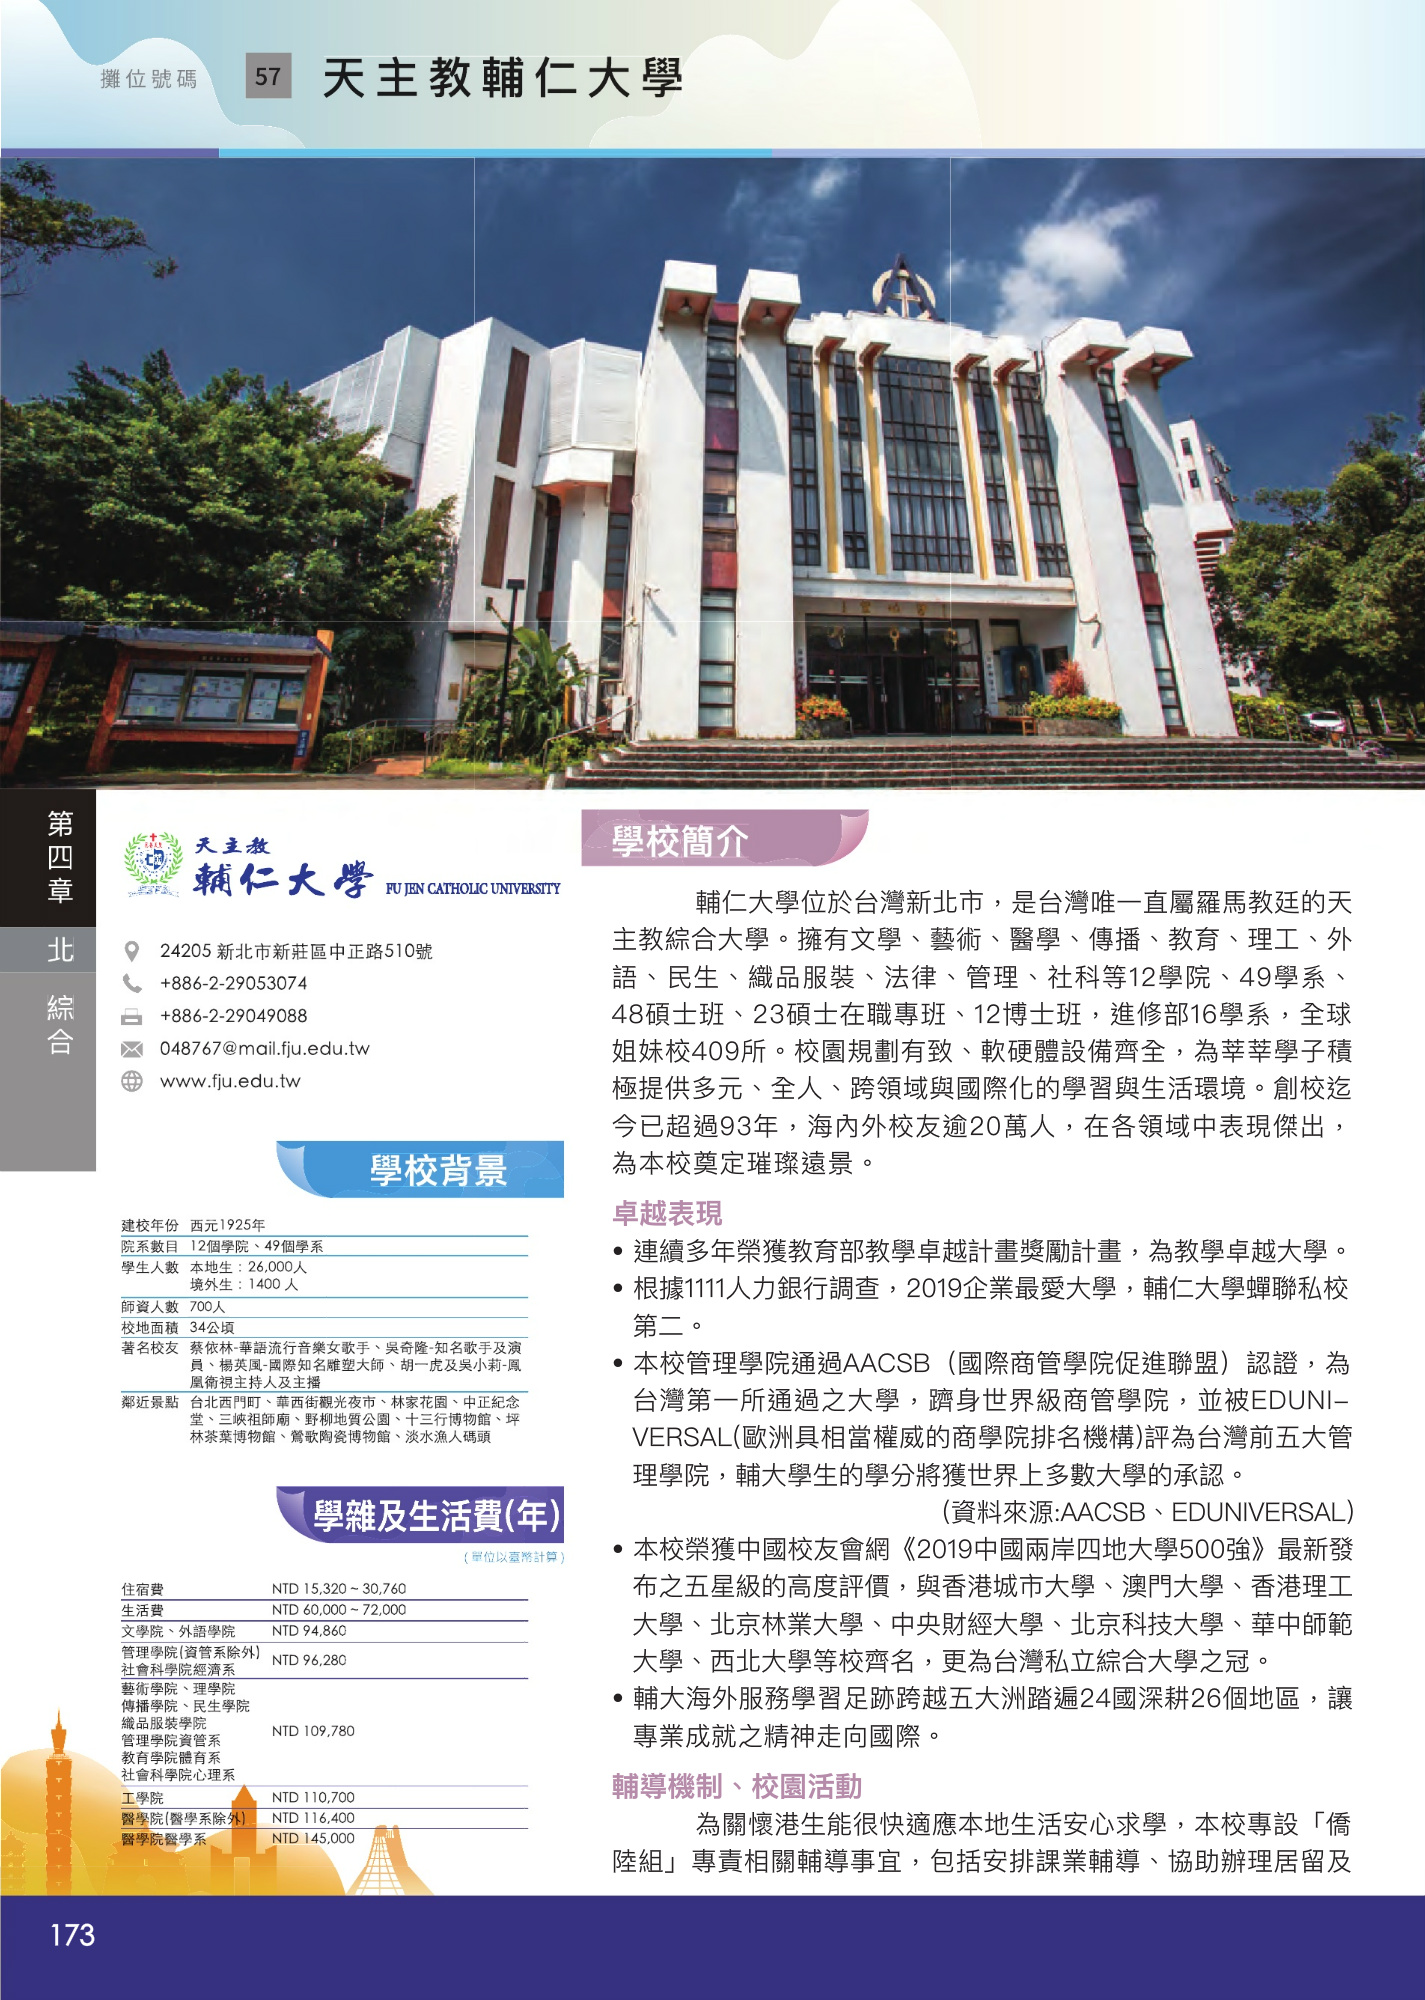 攤位號碼 57 天主教輔仁大學
第四章
北
綜合
天主教
輔仁大學 FU JEN CATHOLIC UNIVERSITY
24205 新北市新莊區中正路510號
+886-2-29053074
+886-2-29049088
048767@mail.fju.edu.tw
www.fju.edu.tw
學校背景
建校年份 西元1925年
院系數目 12個學院、49個學系
學生人數 本地生：26,000人
境外生：1400 人
師資人數 700人
校地面積 34公頃
著名校友 蔡依林-華語流行音樂女歌手、吳奇隆-知名歌手及演
員、楊英風-國際知名雕塑大師、胡一虎及吳小莉-鳳
凰衛視主持人及主播
鄰近景點 台北西門町、華西街觀光夜市、林家花園、中正紀念
堂、三峽祖師廟、野柳地質公園、十三行博物館、坪
林茶葉博物館、鶯歌陶瓷博物館、淡水漁人碼頭
學雜及生活費(年)
(單位以臺幣計算)
住宿費 NTD 15,320 ~ 30,760
生活費 NTD 60,000 ~ 72,000
文學院、外語學院 NTD 94,860
管理學院(資管系除外)
社會科學院經濟系 NTD 96,280
藝術學院、理學院
傳播學院、民生學院
織品服裝學院
管理學院資管系 NTD 109,780
教育學院體育系
社會科學院心理系
工學院 NTD 110,700
醫學院(醫學系除外) NTD 116,400
醫學院醫學系 NTD 145,000
學校簡介
輔仁大學位於台灣新北市，是台灣唯一直屬羅馬教廷的天
主教綜合大學。擁有文學、藝術、醫學、傳播、教育、理工、外
語、民生、織品服裝、法律、管理、社科等12學院、49學系、
48碩士班、23碩士在職專班、12博士班，進修部16學系，全球
姐妹校409所。校園規劃有致、軟硬體設備齊全，為莘莘學子積
極提供多元、全人、跨領域與國際化的學習與生活環境。創校迄
今已超過93年，海內外校友逾20萬人，在各領域中表現傑出，
為本校奠定璀璨遠景。
卓越表現
• 連續多年榮獲教育部教學卓越計畫獎勵計畫，為教學卓越大學。
• 根據1111人力銀行調查，2019企業最愛大學，輔仁大學蟬聯私校
第二。
• 本校管理學院通過AACSB（國際商管學院促進聯盟）認證，為
台灣第一所通過之大學，躋身世界級商管學院，並被EDUNI-
VERSAL(歐洲具相當權威的商學院排名機構)評為台灣前五大管
理學院，輔大學生的學分將獲世界上多數大學的承認。
(資料來源:AACSB、EDUNIVERSAL)
• 本校榮獲中國校友會網《2019中國兩岸四地大學500強》最新發
布之五星級的高度評價，與香港城市大學、澳門大學、香港理工
大學、北京林業大學、中央財經大學、北京科技大學、華中師範
大學、西北大學等校齊名，更為台灣私立綜合大學之冠。
• 輔大海外服務學習足跡跨越五大洲踏遍24國深耕26個地區，讓
專業成就之精神走向國際。
輔導機制、校園活動
為關懷港生能很快適應本地生活安心求學，本校專設「僑
陸組」專責相關輔導事宜，包括安排課業輔導、協助辦理居留及
173